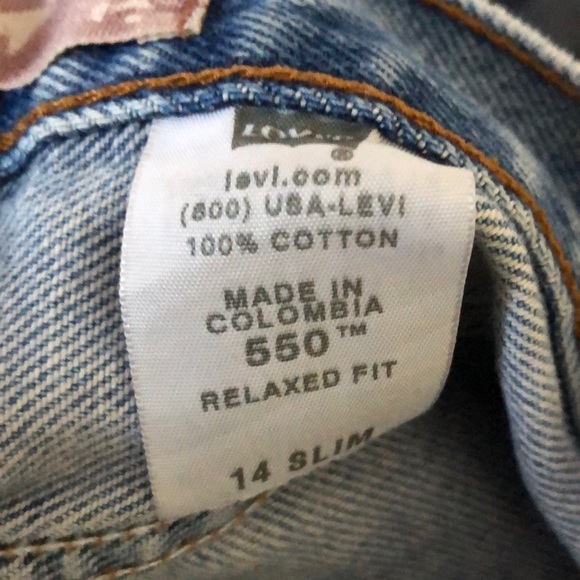 levi.com
(800) USA-LEVI
100% COTTON
MADE IN
COLOMBIA
550™
RELAXED FIT
14 SLIM